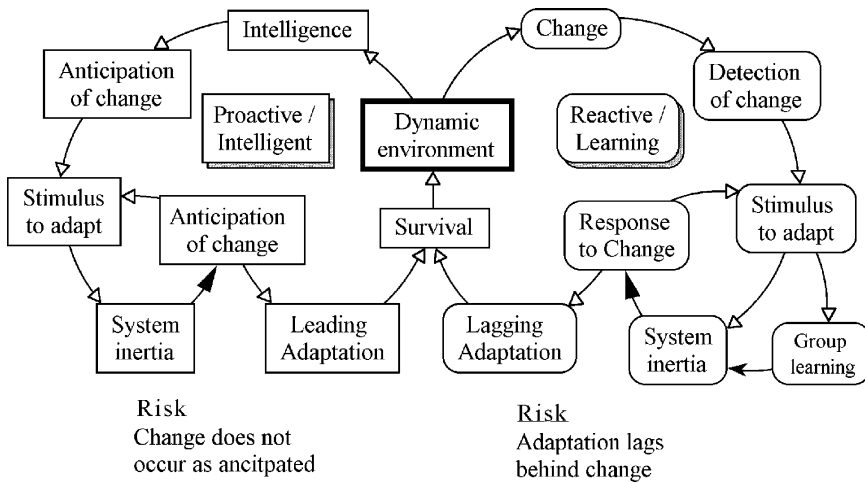 Intelligence
Change
Anticipation
of change
Detection
of change
Proactive /
Intelligent
Dynamic
environment
Reactive /
Learning
Stimulus
to adapt
Anticipation
of change
Survival
Response
to Change
Stimulus
to adapt
System
inertia
Leading
Adaptation
Lagging
Adaptation
System
inertia
Group
learning
Risk
Change does not
occur as ancitpated
Risk
Adaptation lags
behind change